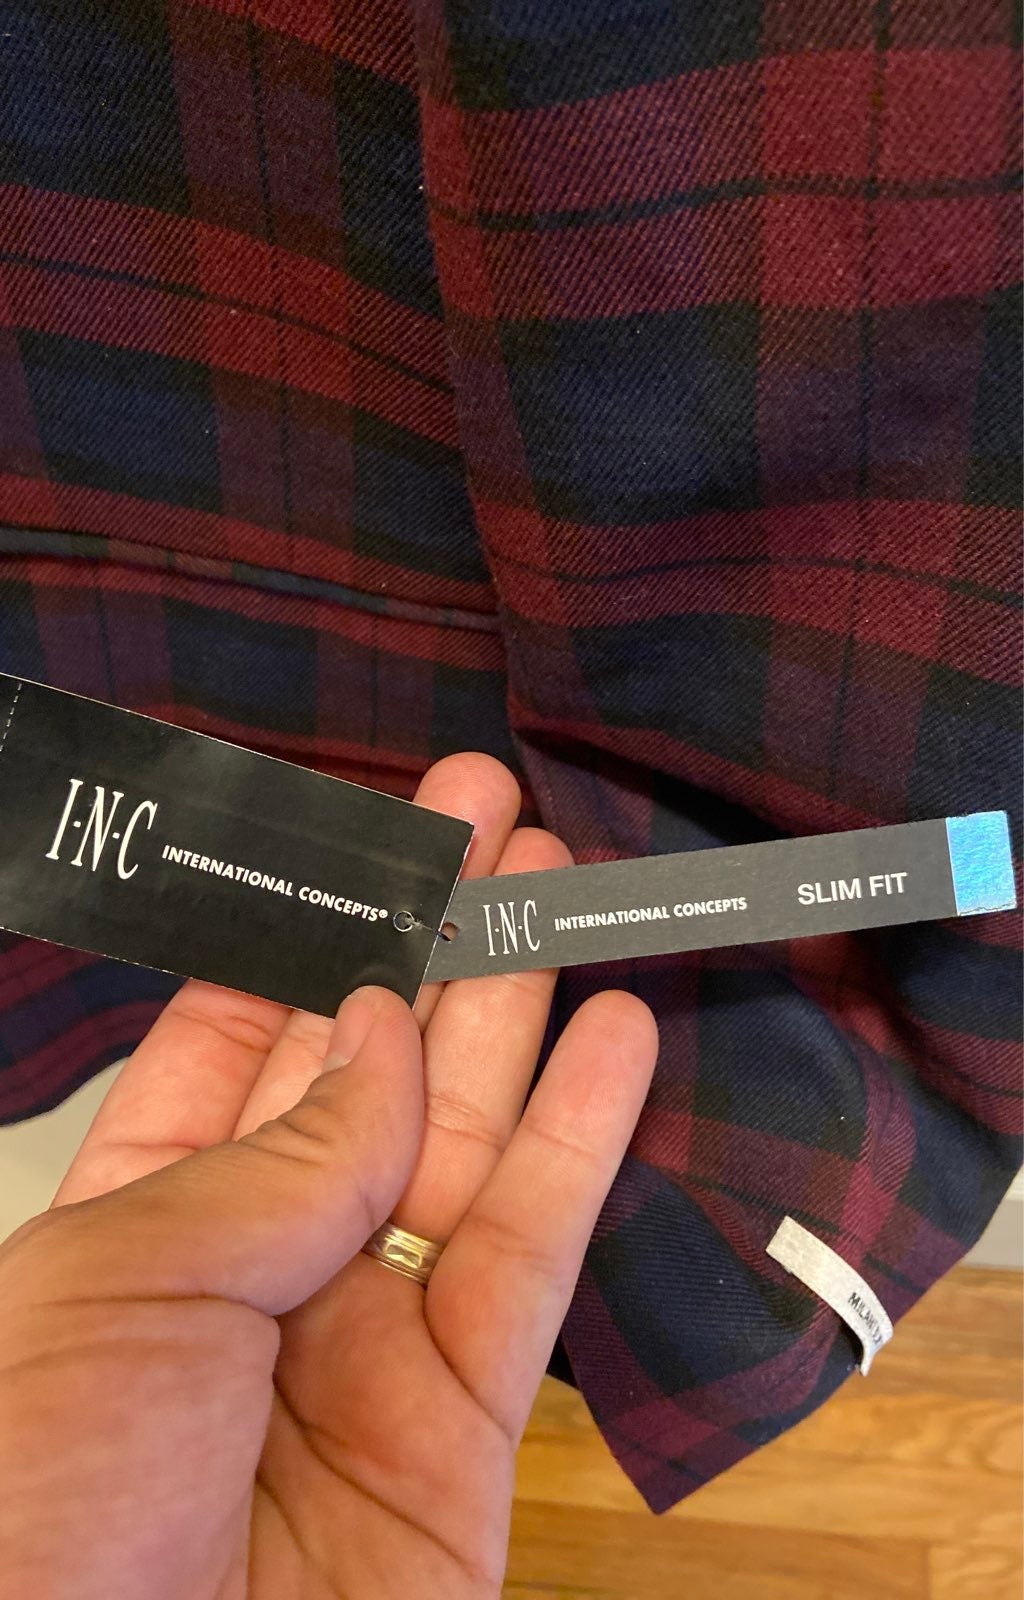 I·N·C INTERNATIONAL CONCEPTS®
I·N·C INTERNATIONAL CONCEPTS SLIM FIT